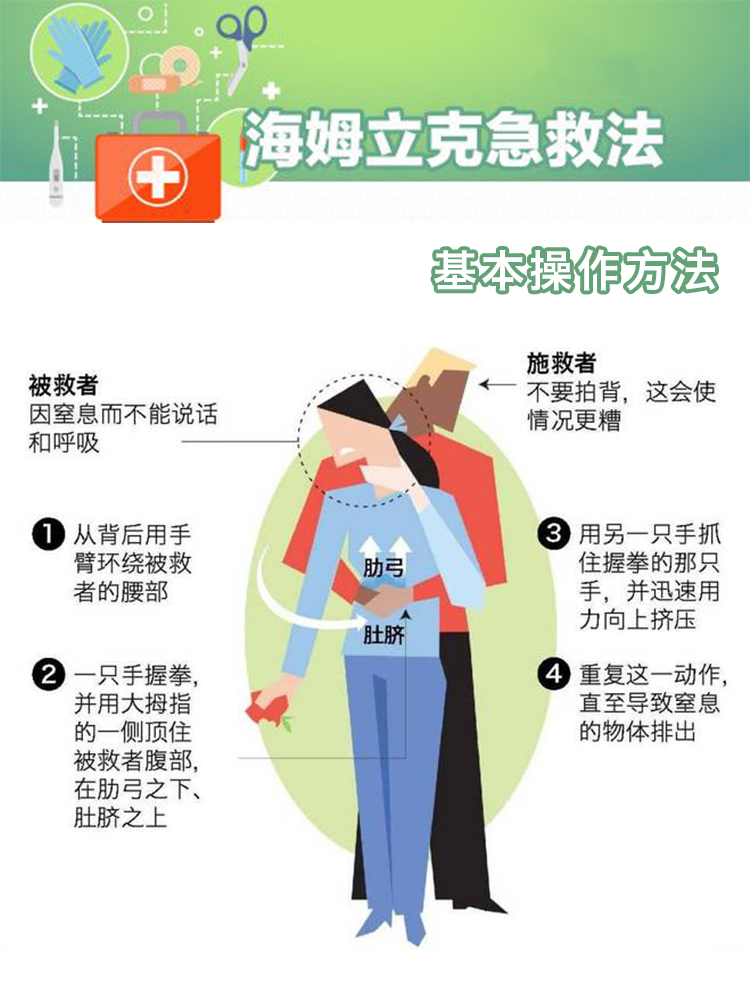 海姆立克急救法
基本操作方法
被救者
因窒息而不能说话
和呼吸
施救者
不要拍背，这会使
情况更糟
1 从背后用手
臂环绕被救
者的腰部
2 一只手握拳，
并用大拇指
的一侧顶住
被救者腹部，
在肋弓之下、
肚脐之上
肋弓
肚脐
3 用另一只手抓
住握拳的那只
手，并迅速用
力向上挤压
4 重复这一动作，
直至导致窒息
的物体排出